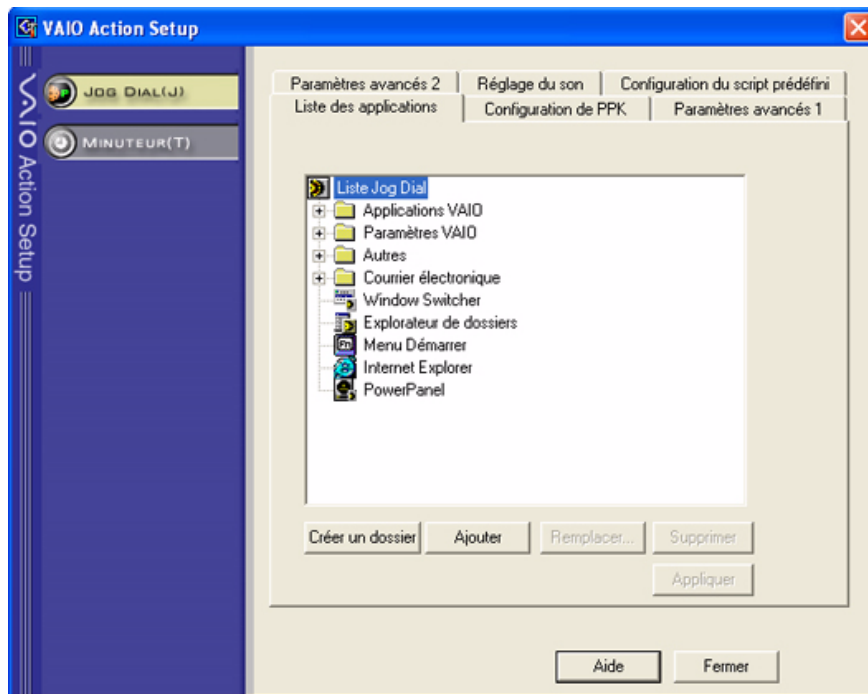 VAIO Action Setup
VAIO Action Setup
JOG DIAL(J)
MINUTEUR(T)
Paramètres avancés 2
Réglage du son
Configuration du script prédéfini
Liste des applications
Configuration de PPK
Paramètres avancés 1
Liste Jog Dial
Applications VAIO
Paramètres VAIO
Autres
Courrier électronique
Window Switcher
Explorateur de dossiers
Fn
Menu Démarrer
Internet Explorer
PowerPanel
Créer un dossier
Ajouter
Remplacer...
Supprimer
Appliquer
Aide
Fermer